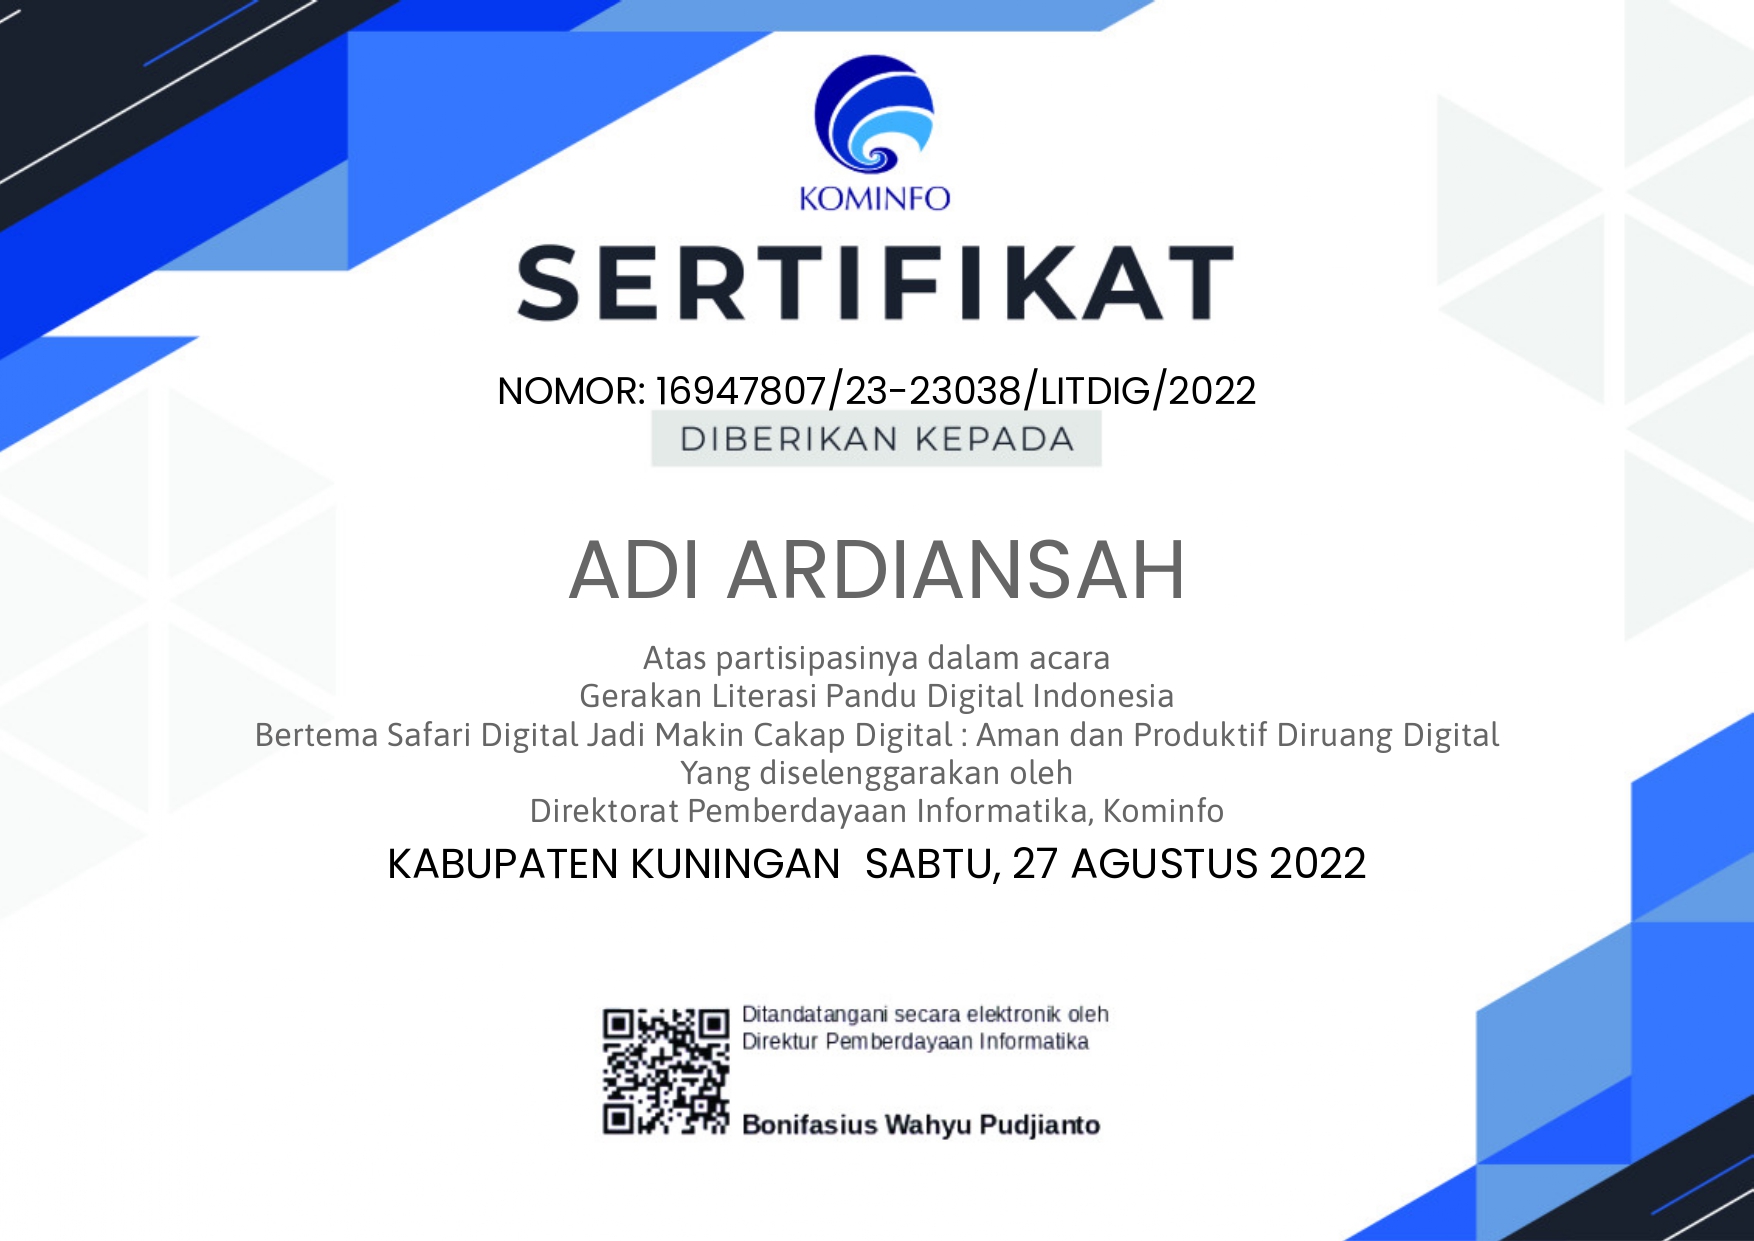 KOMINFO
SERTIFIKAT
NOMOR: 16947807/23-23038/LITDIG/2022
DIBERIKAN KEPADA
ADI ARDIANSAH
Atas partisipasinya dalam acara
Gerakan Literasi Pandu Digital Indonesia
Bertema Safari Digital Jadi Makin Cakap Digital : Aman dan Produktif Diruang Digital
Yang diselenggarakan oleh
Direktorat Pemberdayaan Informatika, Kominfo
KABUPATEN KUNINGAN  SABTU, 27 AGUSTUS 2022
Ditandatangani secara elektronik oleh
Direktur Pemberdayaan Informatika
Bonifasius Wahyu Pudjianto